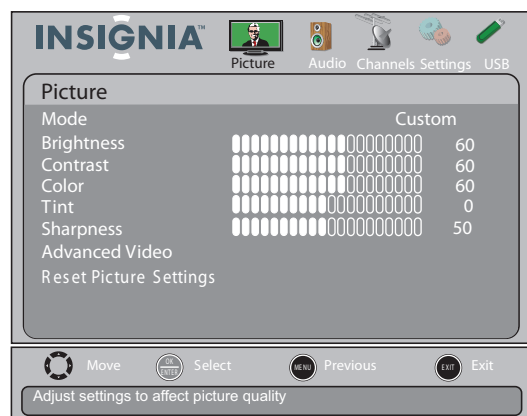 INSIGNIA™
Picture Audio Channels Settings USB
Picture
Mode Custom
Brightness 60
Contrast 60
Color 60
Tint 0
Sharpness 50
Advanced Video
Reset Picture Settings
Move OK ENTER Select MENU Previous EXIT Exit
Adjust settings to affect picture quality